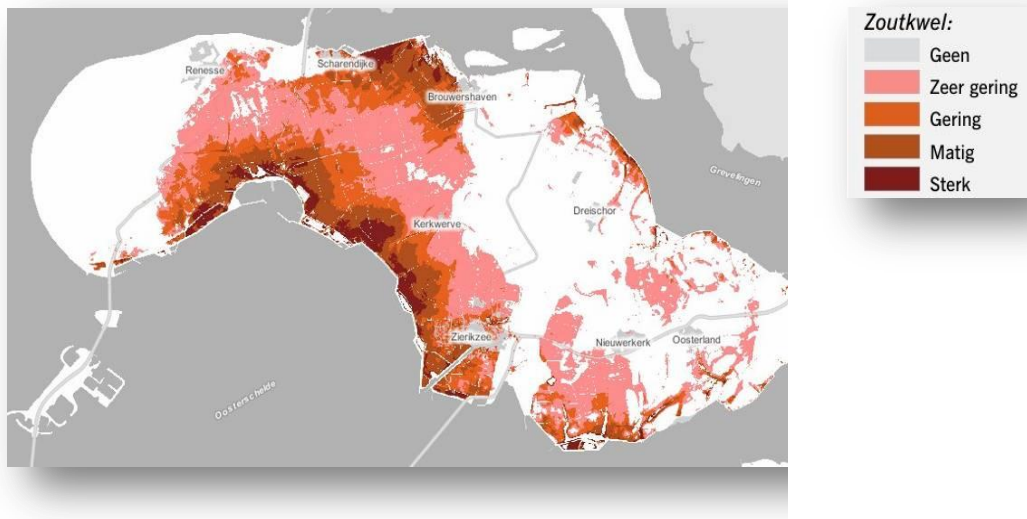 Renesse
Scharendijke
Brouwershaven
Grevelingen
Dreischor
Kerkwerve
Zierikzee
Nieuwerkerk
Oosterland
Oosterschelde
Zoutkwel:
Geen
Zeer gering
Gering
Matig
Sterk